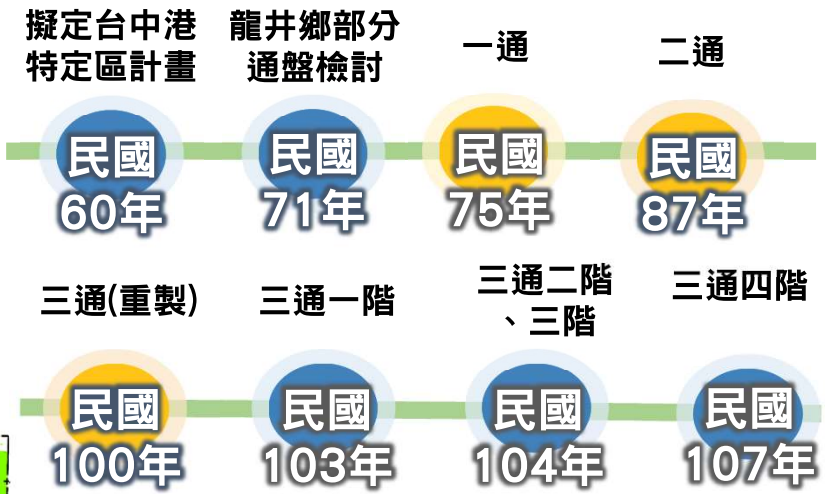 擬定台中港
特定區計畫
民國
60年
龍井鄉部分
通盤檢討
民國
71年
一通
民國
75年
二通
民國
87年
三通(重製)
民國
100年
三通一階
民國
103年
三通二階
、三階
民國
104年
三通四階
民國
107年